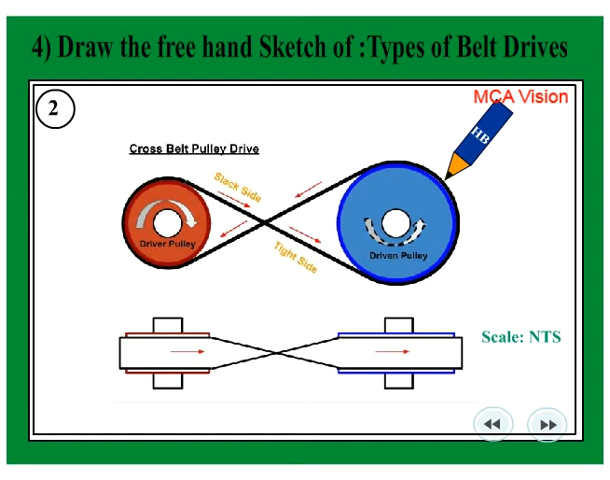 4) Draw the free hand Sketch of :Types of Belt Drives
2
MCA Vision
HB
Cross Belt Pulley Drive
Slack Side
Driver Pulley
Tight Side
Driven Pulley
Scale: NTS